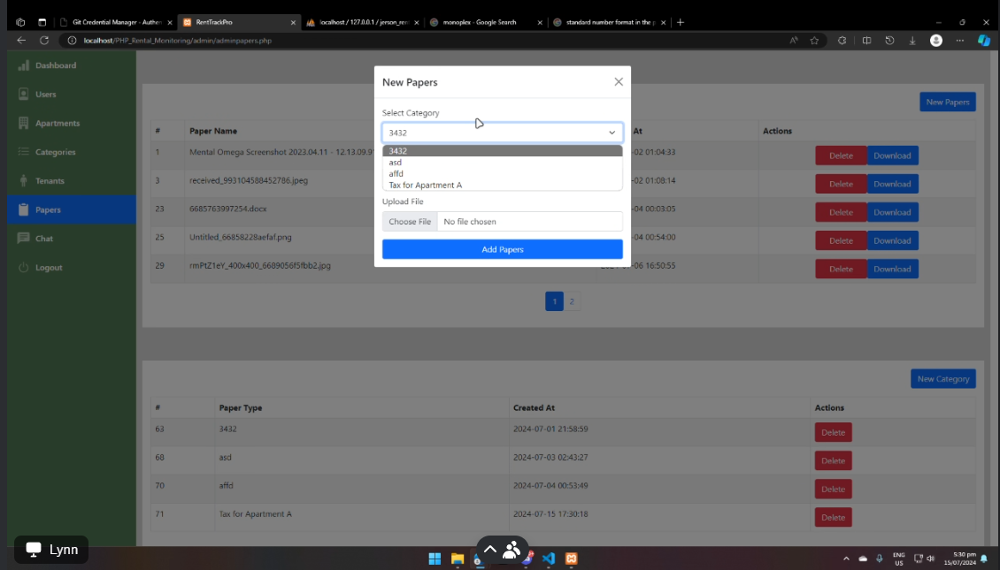 Git Credential Manager - Authen
RentTrackPro
localhost / 127.0.0.1 / jerson_ren
monoplex - Google Search
standard number format in the p
localhost/PHP_Rental_Monitoring/admin/adminpapers.php
Dashboard
Users
Apartments
Categories
Tenants
Papers
Chat
Logout
New Papers
Select Category
3432
3432
asd
affd
Tax for Apartment A
Upload File
Choose File No file chosen
Add Papers
New Papers
# Paper Name At Actions
1 Mental Omega Screenshot 2023.04.11 - 12.13.09.9 -02 01:04:33 Delete Download
3 received_993104588452786.jpeg -02 01:08:14 Delete Download
23 6685763997254.docx -04 00:03:05 Delete Download
25 Untitled_66858228aefaf.png -04 00:54:00 Delete Download
29 rmPtZ1eY_400x400_6689056f5fbb2.jpg -06 16:50:55 Delete Download
1 2
New Category
# Paper Type Created At Actions
63 3432 2024-07-01 21:58:59 Delete
68 asd 2024-07-03 02:43:27 Delete
70 affd 2024-07-04 00:53:49 Delete
71 Tax for Apartment A 2024-07-15 17:30:18 Delete
Lynn
ENG
US
5:30 pm
15/07/2024